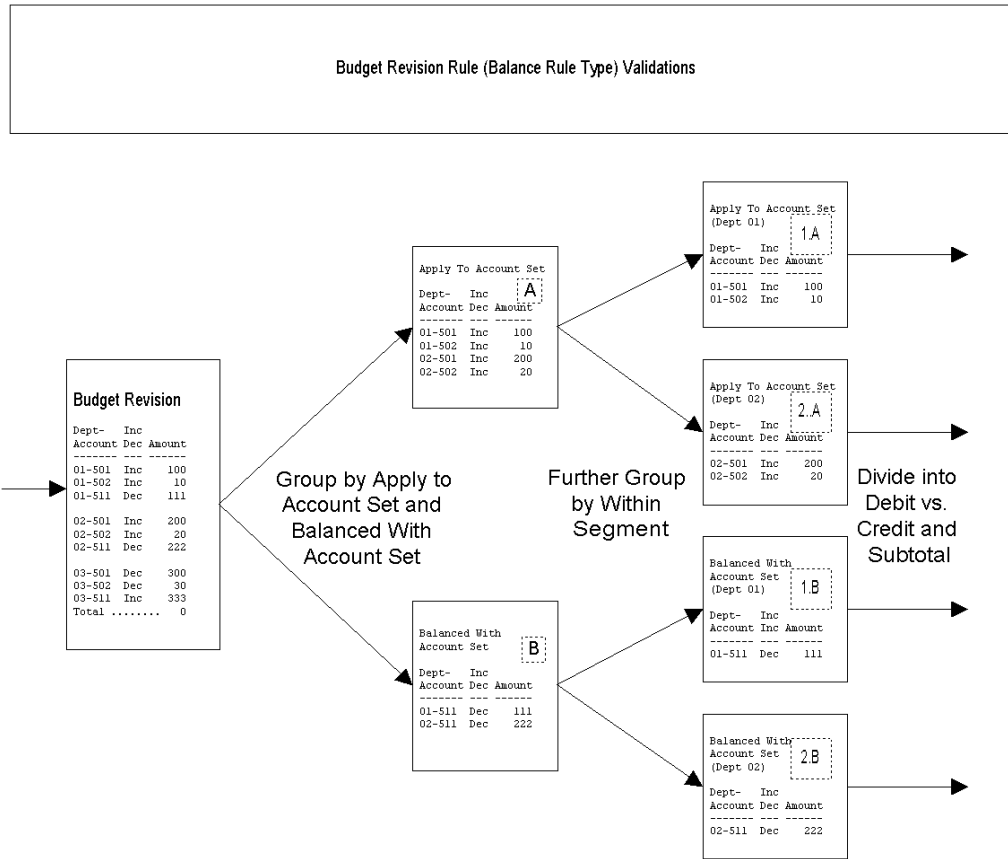 Budget Revision Rule (Balance Rule Type) Validations
Budget Revision
Dept- Inc
Account Dec Amount
------- --- ------
01-501 Inc 100
01-502 Inc 10
01-511 Dec 111
02-501 Inc 200
02-502 Inc 20
02-511 Dec 222
03-501 Dec 300
03-502 Dec 30
03-511 Inc 333
Total ........ 0
Group by Apply to
Account Set and
Balanced With
Account Set
Apply To Account Set
A
Dept- Inc
Account Dec Amount
------- --- ------
01-501 Inc 100
01-502 Inc 10
02-501 Inc 200
02-502 Inc 20
Balanced With
Account Set
B
Dept- Inc
Account Dec Amount
------- --- ------
01-511 Dec 111
02-511 Dec 222
Further Group
by Within
Segment
Apply To Account Set
(Dept 01)
1.A
Dept- Inc
Account Dec Amount
------- --- ------
01-501 Inc 100
01-502 Inc 10
Apply To Account Set
(Dept 02)
2..A
Dept- Inc
Account Dec Amount
------- --- ------
02-501 Inc 200
02-502 Inc 20
Balanced With
Account Set
(Dept 01)
1.B
Dept- Inc
Account Inc Amount
------- --- ------
01-511 Dec 111
Balanced With
Account Set
(Dept 02)
2.B
Dept- Inc
Account Dec Amount
------- --- ------
02-511 Dec 222
Divide into
Debit vs.
Credit and
Subtotal